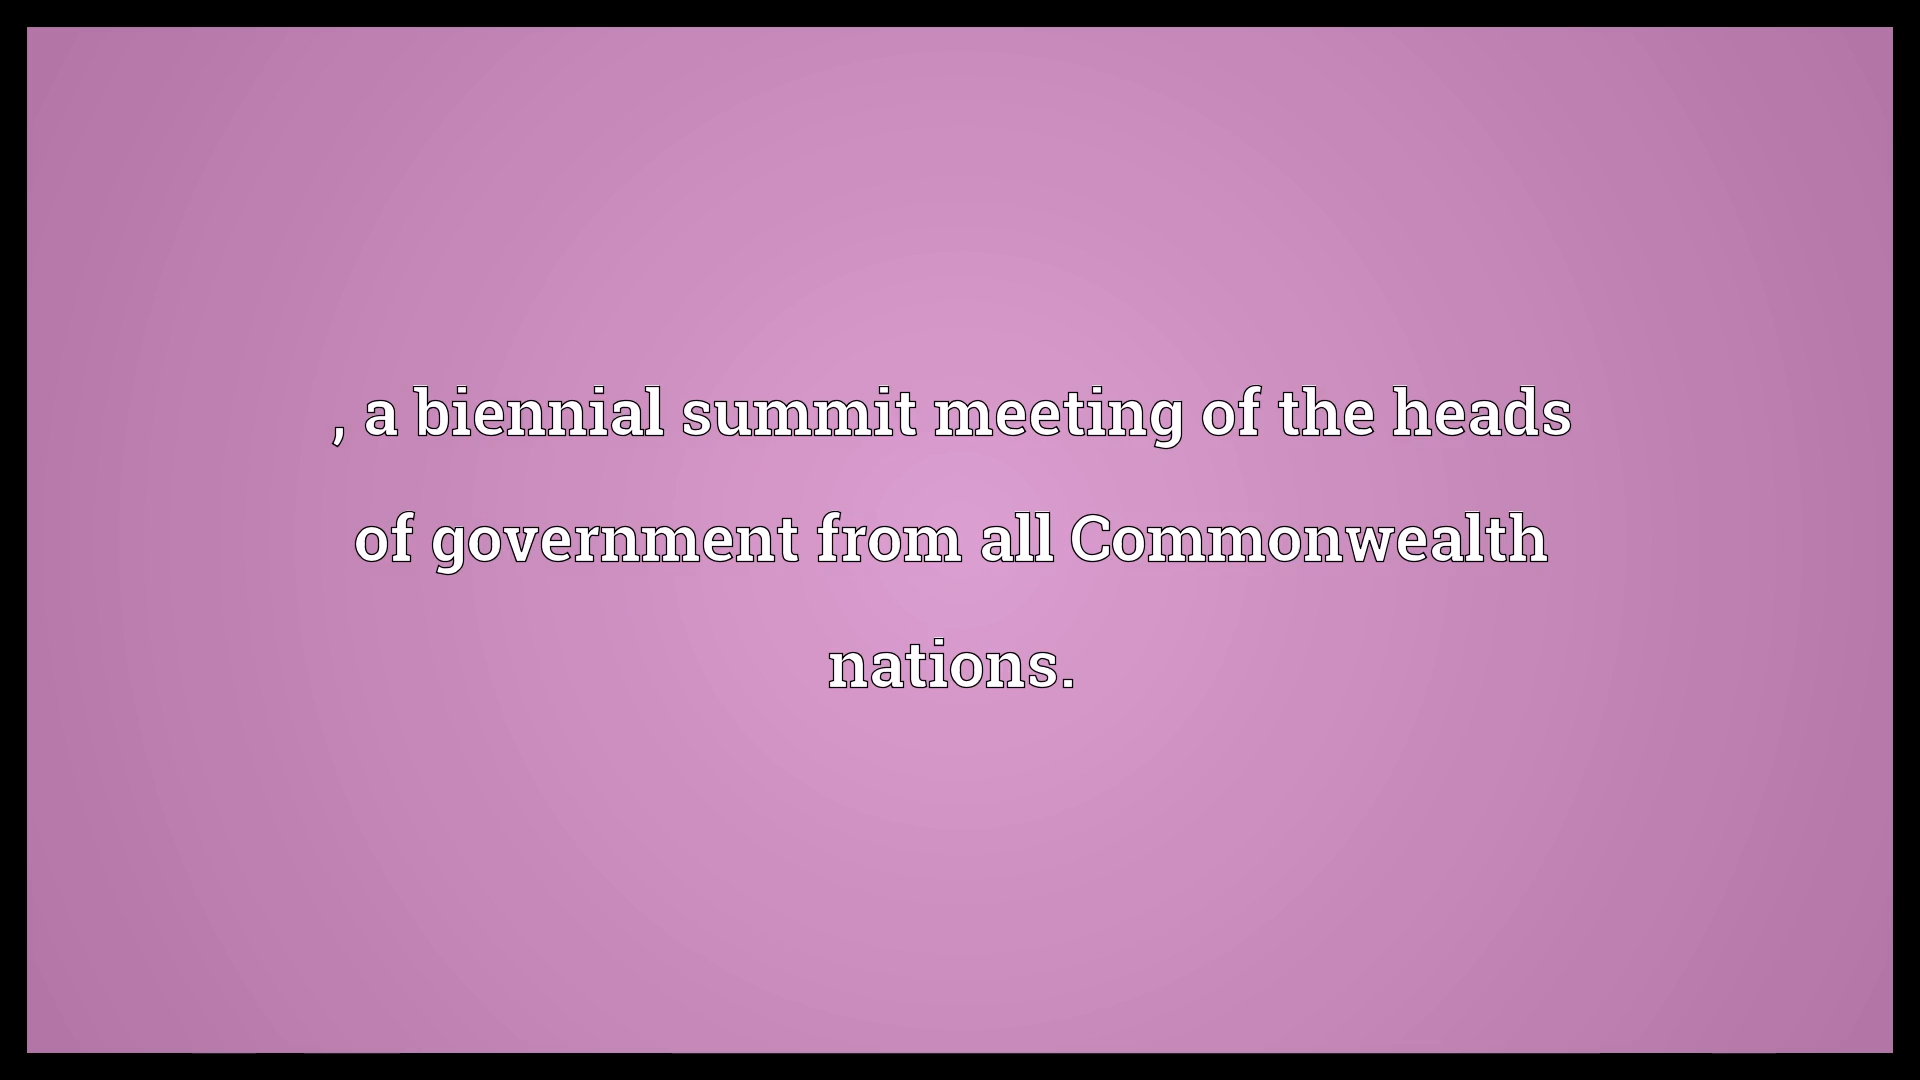 , a biennial summit meeting of the heads
of government from all Commonwealth
nations.